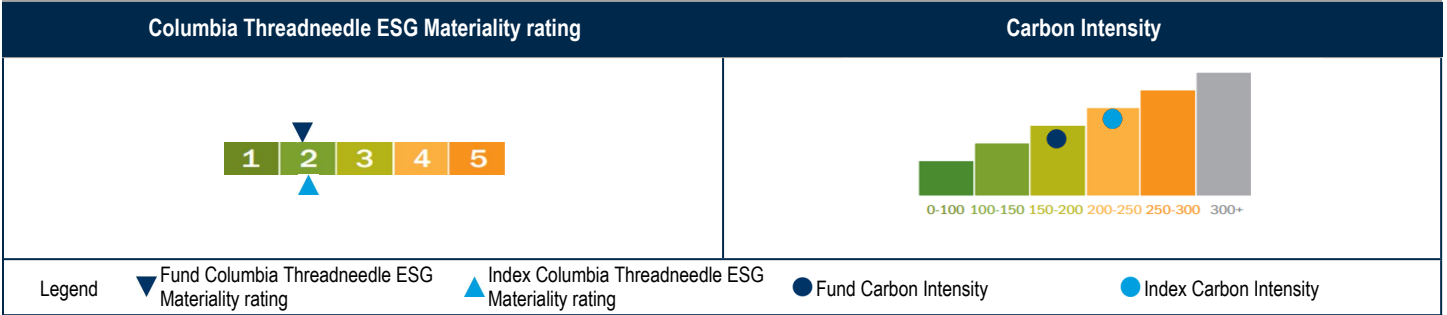 Columbia Threadneedle ESG Materiality rating
Carbon Intensity
1 2 3 4 5
0-100 100-150 150-200 200-250 250-300 300+
Legend
Fund Columbia Threadneedle ESG
Materiality rating
Index Columbia Threadneedle ESG
Materiality rating
Fund Carbon Intensity
Index Carbon Intensity